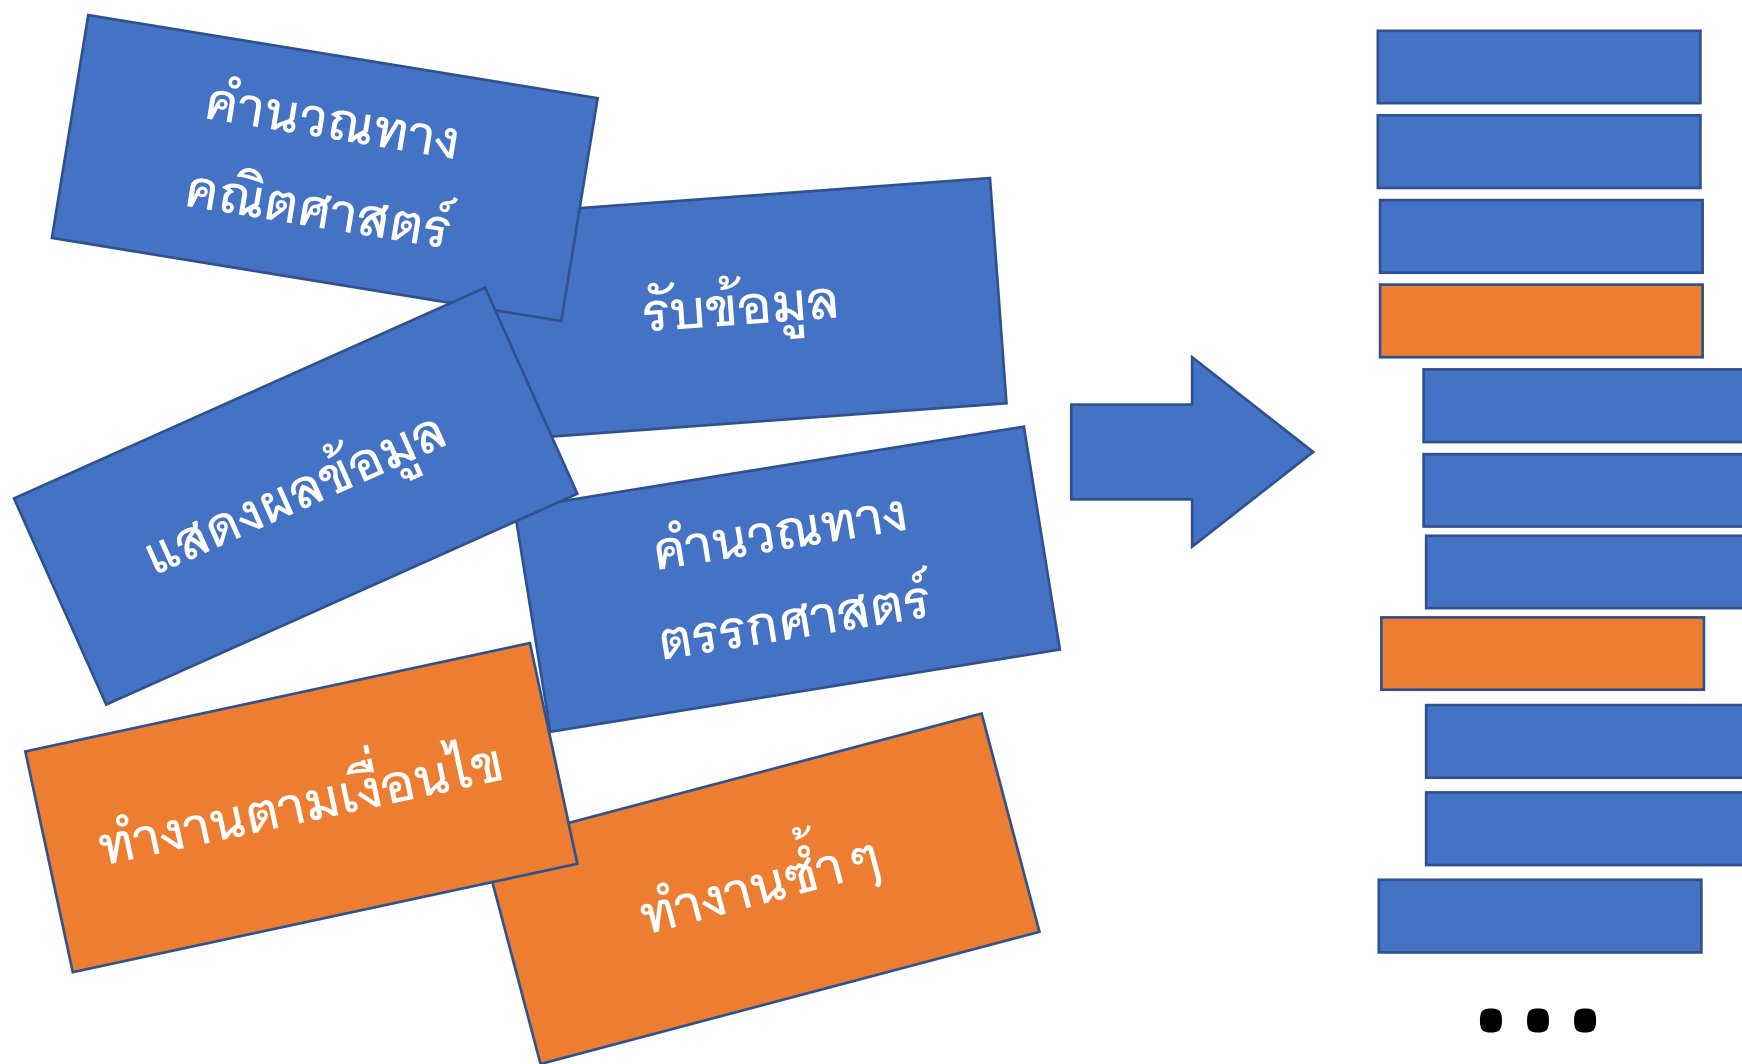 คำนวณทาง
คณิตศาสตร์
รับข้อมูล
แสดงผลข้อมูล
คำนวณทาง
ตรรกศาสตร์
ทำงานตามเงื่อนไข
ทำงานซ้ำ ๆ
...